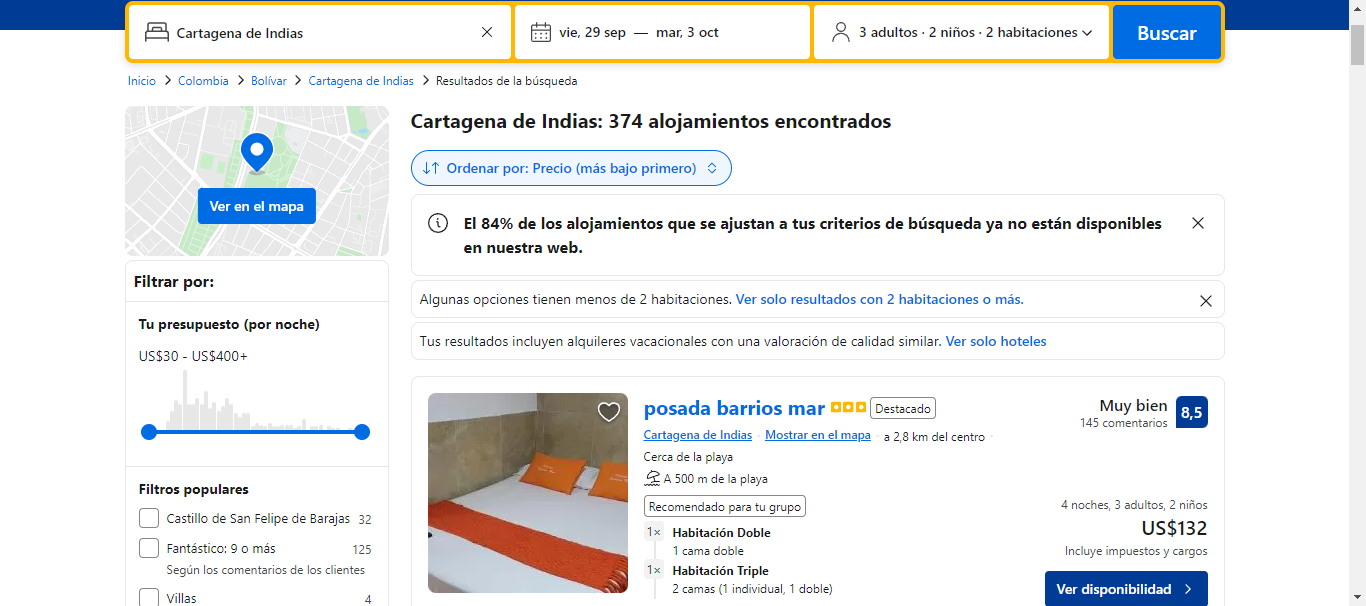 Cartagena de Indias
vie, 29 sep — mar, 3 oct
3 adultos · 2 niños · 2 habitaciones
Buscar
Inicio > Colombia > Bolívar > Cartagena de Indias > Resultados de la búsqueda
Ver en el mapa
Filtrar por:
Tu presupuesto (por noche)
US$30 - US$400+
Filtros populares
Castillo de San Felipe de Barajas 32
Fantástico: 9 o más 125
Según los comentarios de los clientes
Villas 4
Cartagena de Indias: 374 alojamientos encontrados
Ordenar por: Precio (más bajo primero)
El 84% de los alojamientos que se ajustan a tus criterios de búsqueda ya no están disponibles
en nuestra web.
Algunas opciones tienen menos de 2 habitaciones. Ver solo resultados con 2 habitaciones o más.
Tus resultados incluyen alquileres vacacionales con una valoración de calidad similar. Ver solo hoteles
posada barrios mar Destacado
Cartagena de Indias · Mostrar en el mapa · a 2,8 km del centro ·
Cerca de la playa
A 500 m de la playa
Recomendado para tu grupo
1× Habitación Doble
1 cama doble
1× Habitación Triple
2 camas (1 individual, 1 doble)
Muy bien 8,5
145 comentarios
4 noches, 3 adultos, 2 niños
US$132
Incluye impuestos y cargos
Ver disponibilidad >